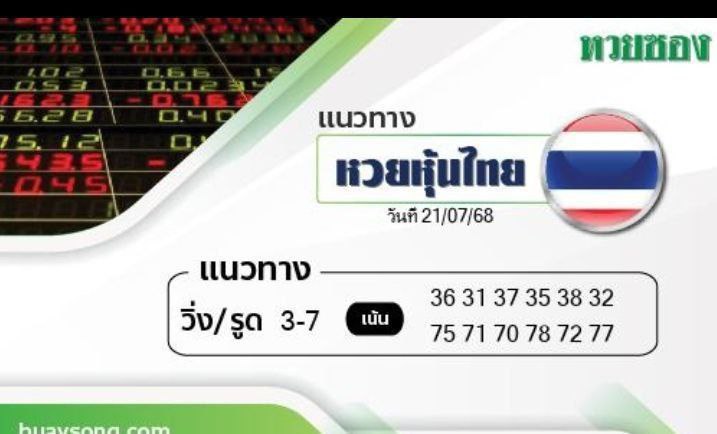 หวยซอง
แนวทาง
หวยหุ้นไทย
วันที่ 21/07/68
แนวทาง
วิ่ง/รูด 3-7 เน้น
36 31 37 35 38 32
75 71 70 78 72 77
huaysong.com